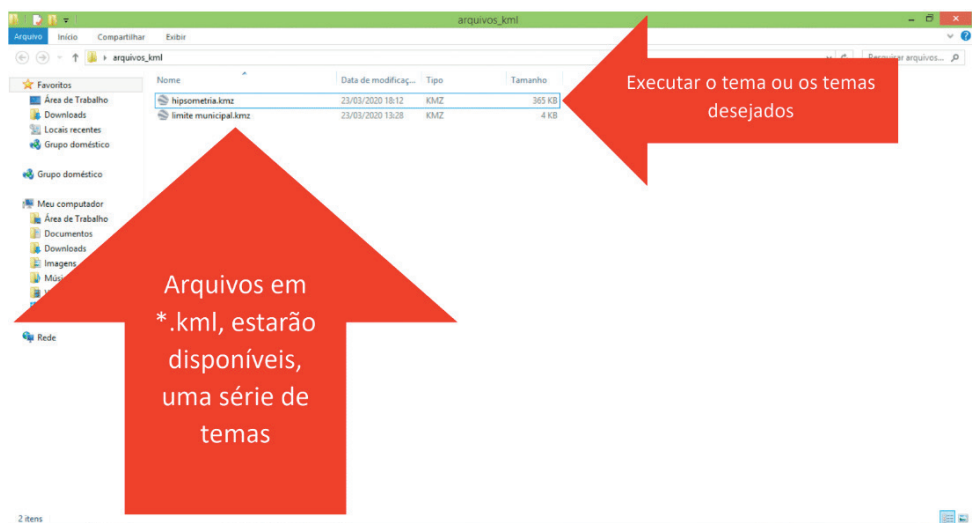 arquivos_kml
Arquivo Início Compartilhar Exibir
arquivos_kml
Pesquisar arquivos...
Favoritos
Área de Trabalho
Downloads
Locais recentes
Grupo doméstico
Grupo doméstico
Meu computador
Área de Trabalho
Documentos
Downloads
Imagens
Rede
Nome Data de modificaç... Tipo Tamanho
hipsometria.kmz 23/03/2020 18:12 KMZ 365 KB
limite municipal.kmz 23/03/2020 13:28 KMZ 4 KB
Executar o tema ou os temas
desejados
Arquivos em
*.kml, estarão
disponíveis,
uma série de
temas
2 itens